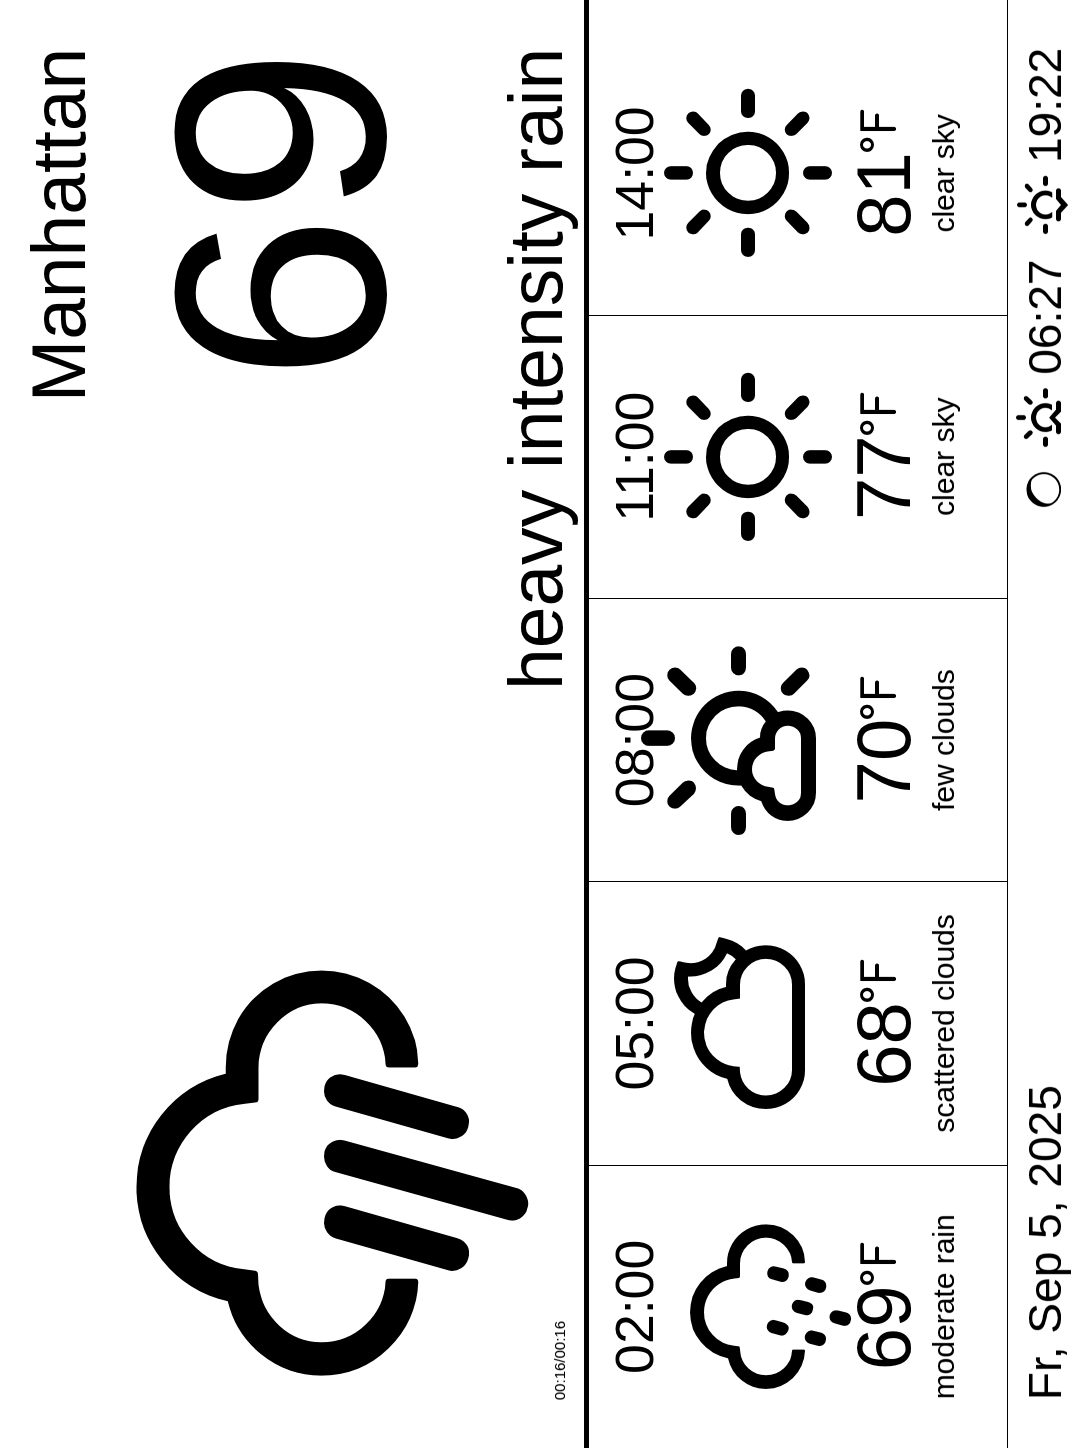 Manhattan
69
heavy intensity rain
00:16/00:16
02:00
69°F
moderate rain
05:00
68°F
scattered clouds
08:00
70°F
few clouds
11:00
77°F
clear sky
14:00
81°F
clear sky
Fr, Sep 5, 2025
06:27 19:22